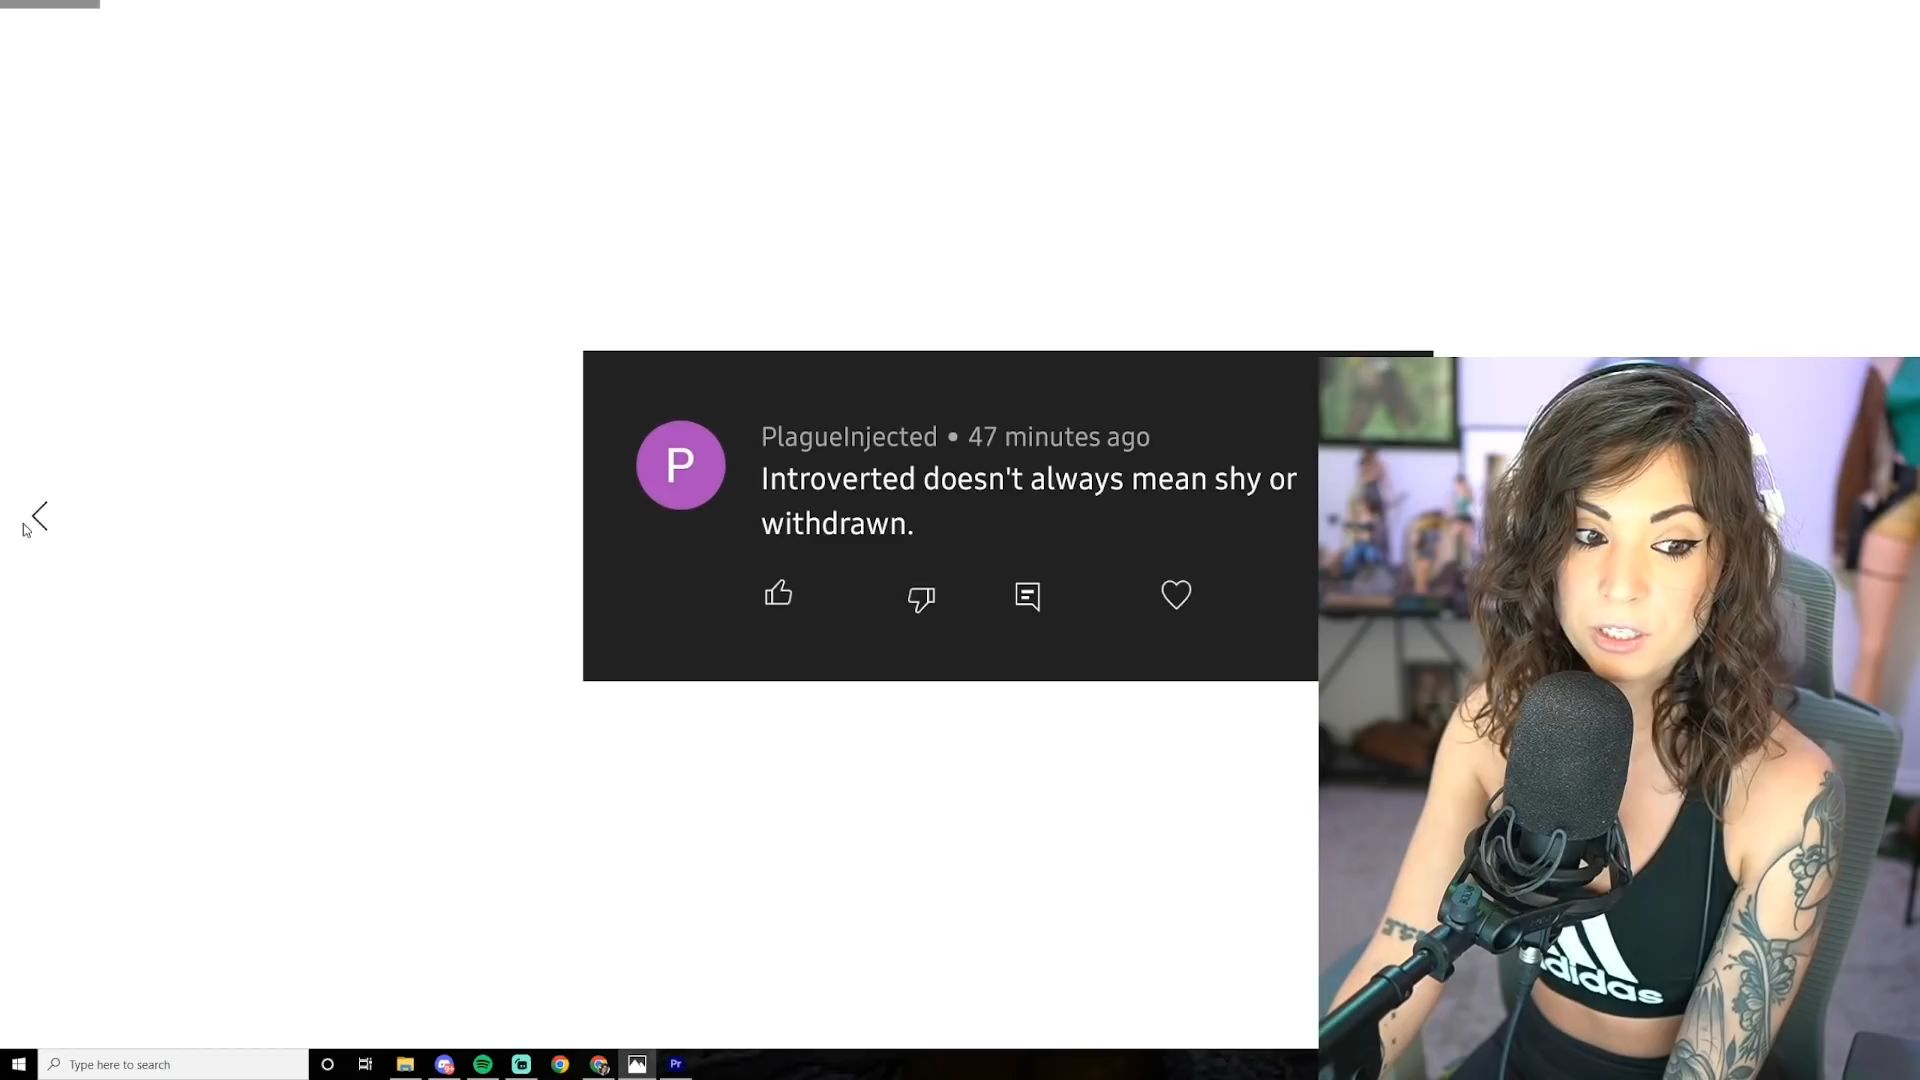 PlagueInjected • 47 minutes ago
P
Introverted doesn't always mean shy or
withdrawn.
adidas
Type here to search
Pr